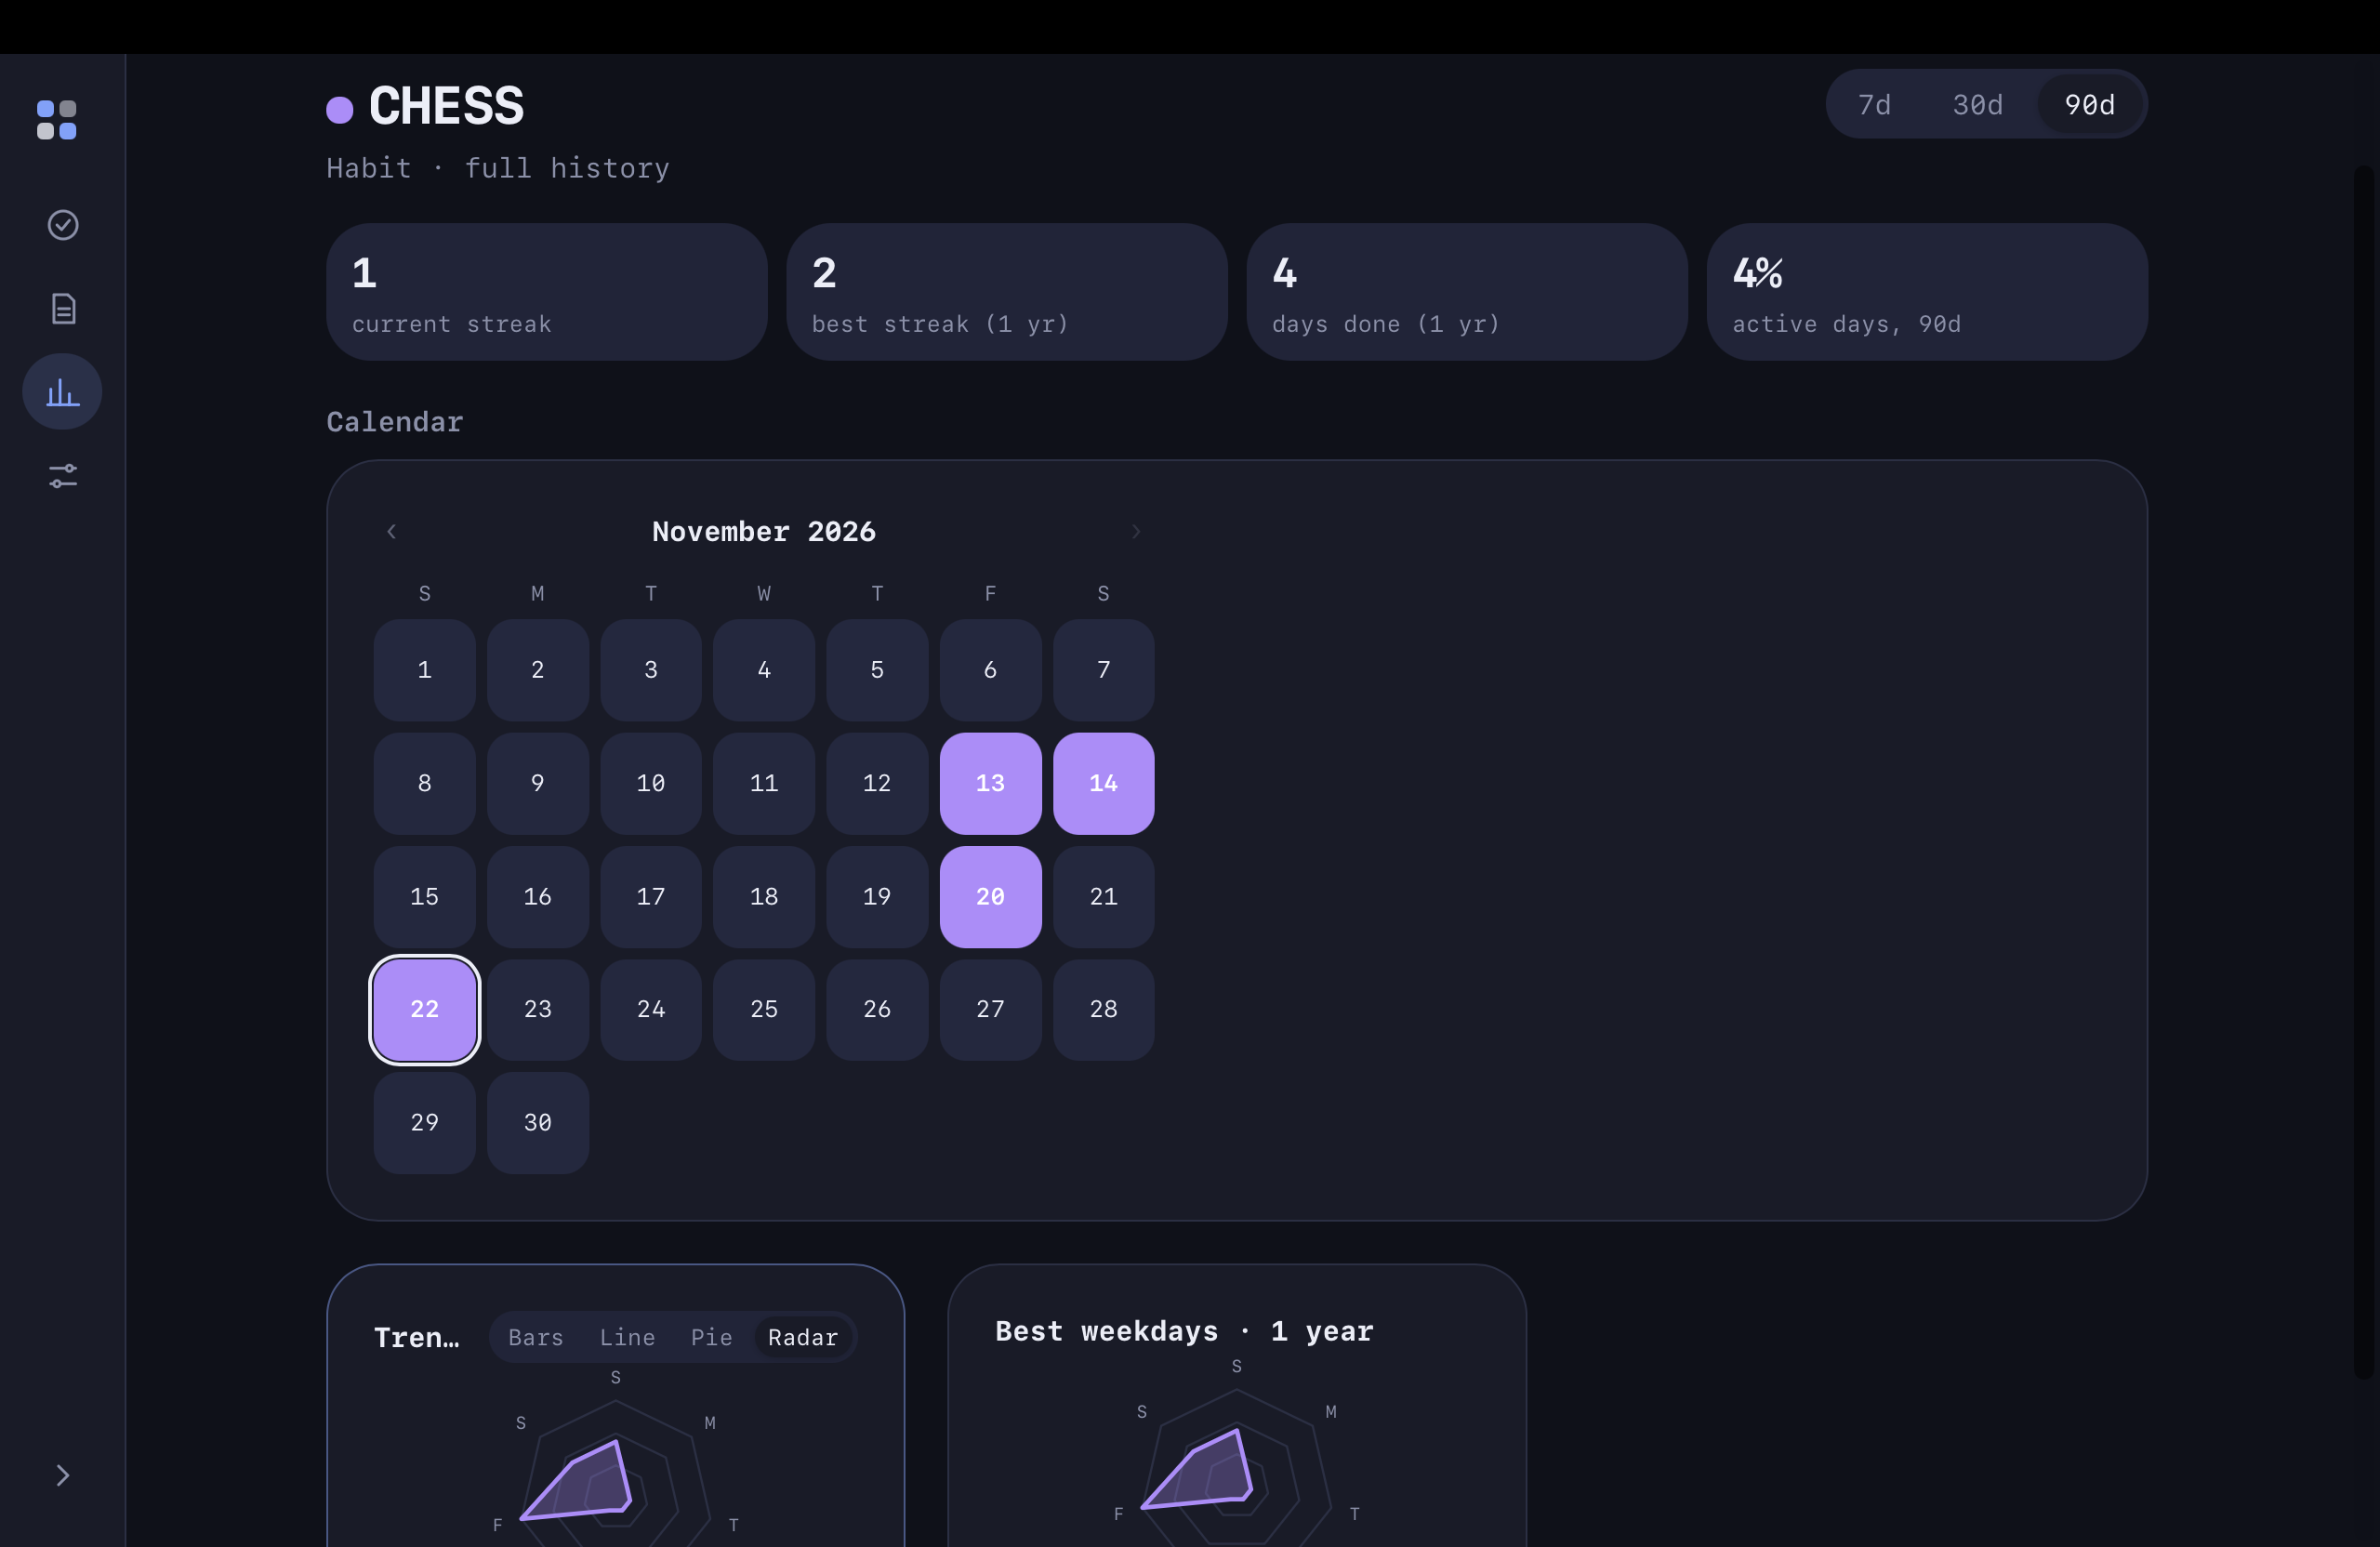 CHESS
7d 30d 90d
Habit · full history
1
current streak
2
best streak (1 yr)
4
days done (1 yr)
4%
active days, 90d
Calendar
‹ November 2026 ›
S M T W T F S
1 2 3 4 5 6 7
8 9 10 11 12 13 14
15 16 17 18 19 20 21
22 23 24 25 26 27 28
29 30
Tren… Bars Line Pie Radar
S
S M
F T
Best weekdays · 1 year
S
S M
F T